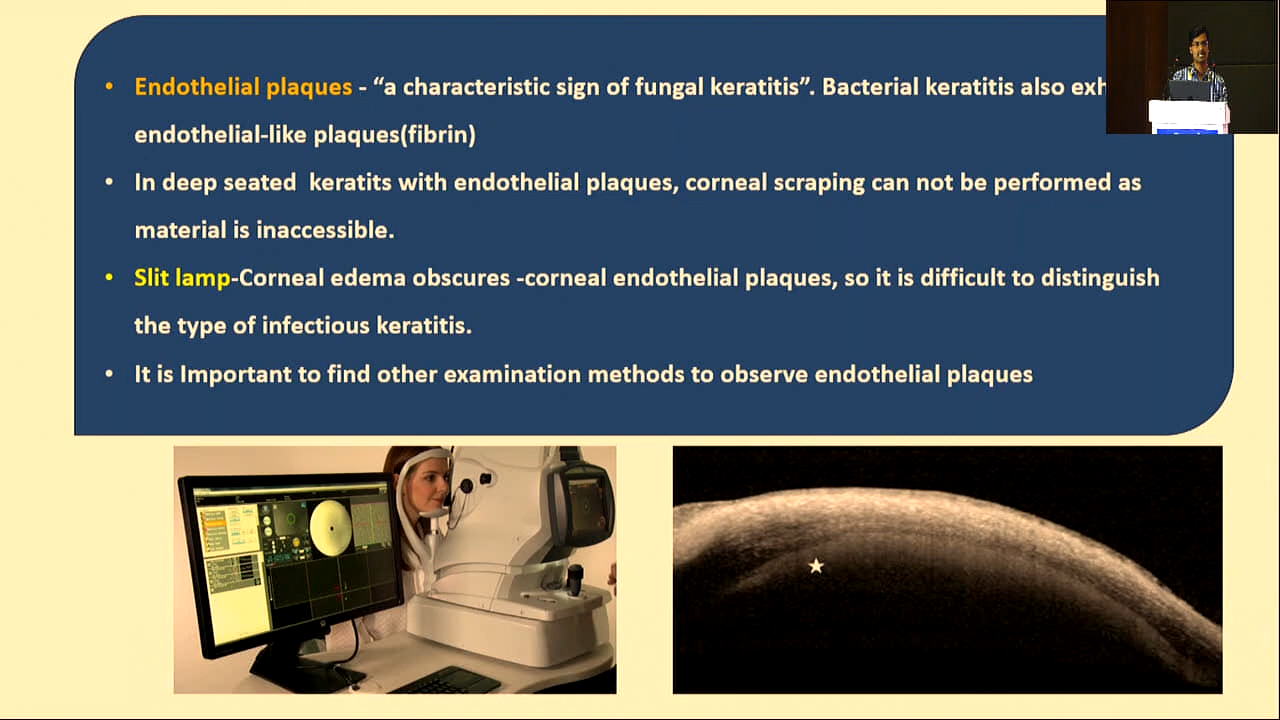 • Endothelial plaques - “a characteristic sign of fungal keratitis”. Bacterial keratitis also
endothelial-like plaques(fibrin)
• In deep seated keratits with endothelial plaques, corneal scraping can not be performed as
material is inaccessible.
• Slit lamp-Corneal edema obscures -corneal endothelial plaques, so it is difficult to distinguish
the type of infectious keratitis.
• It is Important to find other examination methods to observe endothelial plaques